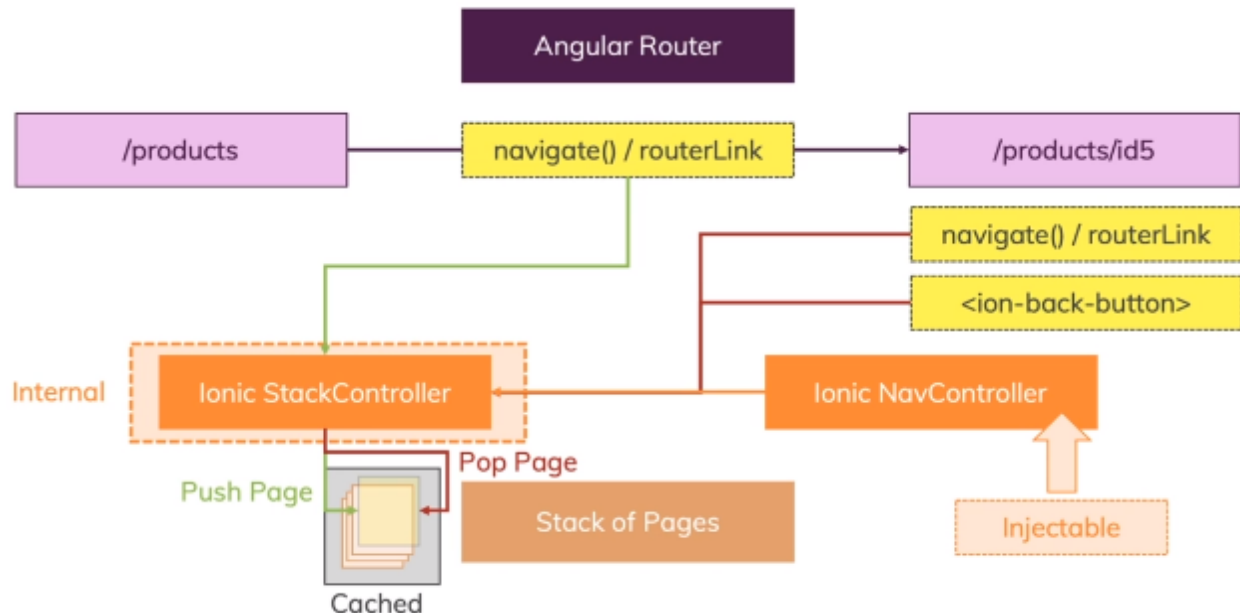 Angular Router
/products
navigate() / routerLink
/products/id5
navigate() / routerLink
<ion-back-button>
Internal
Ionic StackController
Ionic NavController
Pop Page
Push Page
Stack of Pages
Injectable
Cached